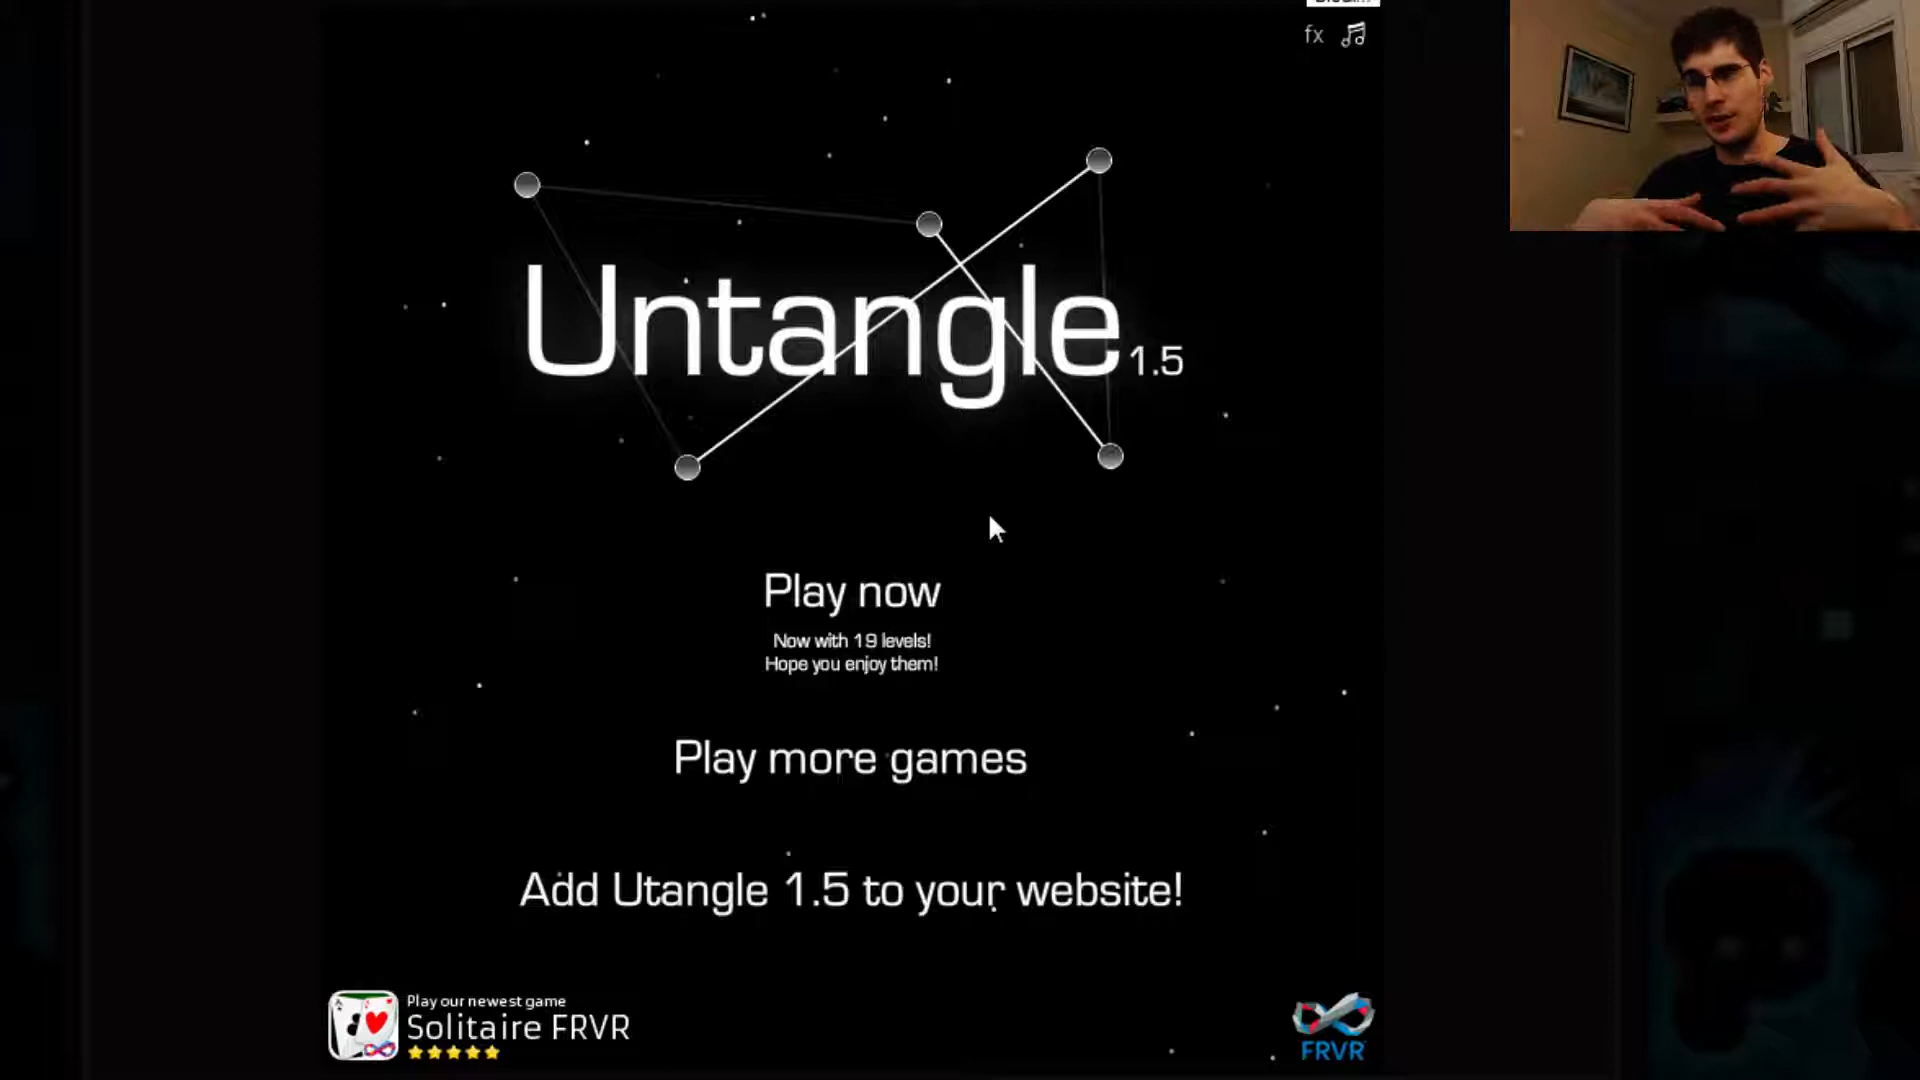 fx
Untangle 1.5
Play now
Now with 19 levels!
Hope you enjoy them!
Play more games
Add Utangle 1.5 to your website!
Play our newest game
Solitaire FRVR
FRVR